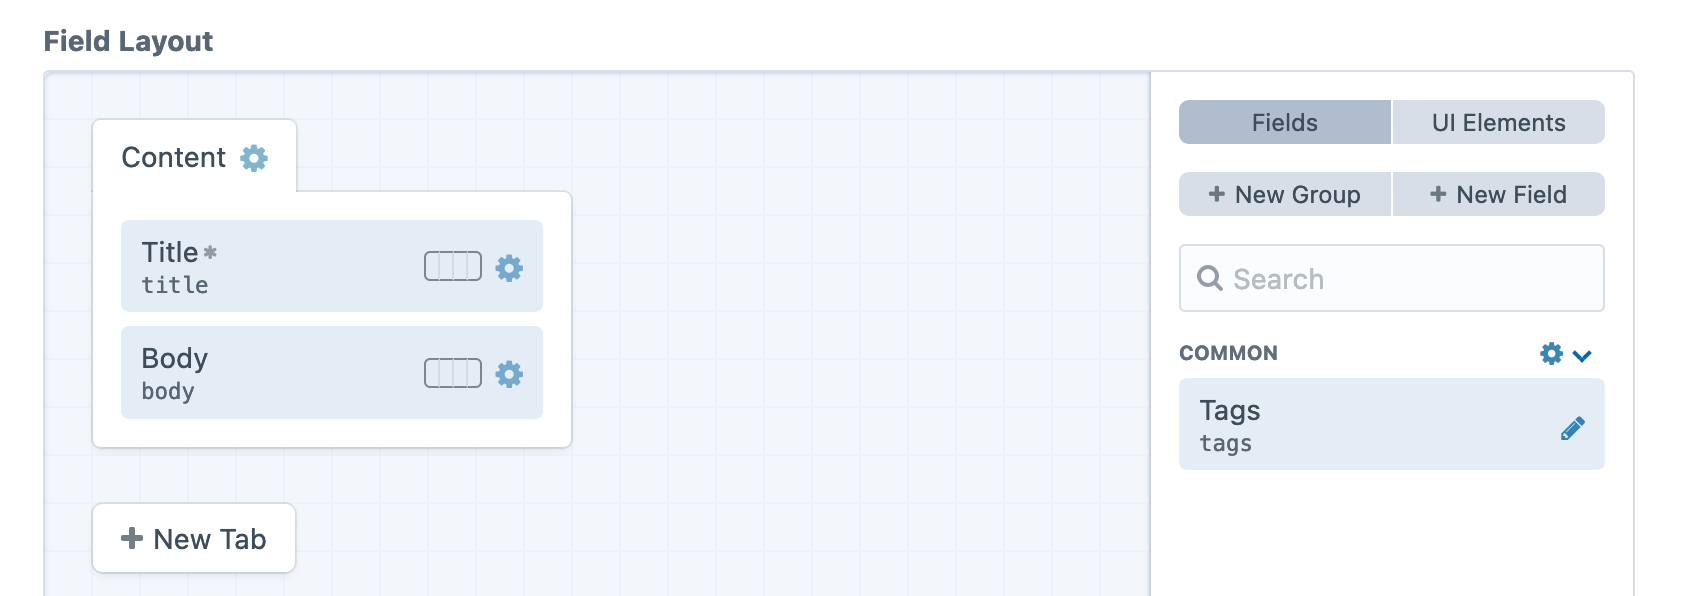 Field Layout
Content
Title*
title
Body
body
+ New Tab
Fields
UI Elements
+ New Group
+ New Field
Search
COMMON
Tags
tags